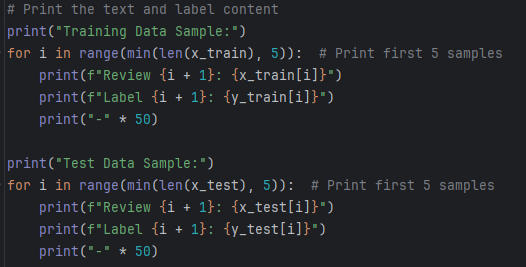 # Print the text and label content
print("Training Data Sample:")
for i in range(min(len(x_train), 5)):  # Print first 5 samples
    print(f"Review {i + 1}: {x_train[i]}")
    print(f"Label {i + 1}: {y_train[i]}")
    print("-" * 50)

print("Test Data Sample:")
for i in range(min(len(x_test), 5)):  # Print first 5 samples
    print(f"Review {i + 1}: {x_test[i]}")
    print(f"Label {i + 1}: {y_test[i]}")
    print("-" * 50)